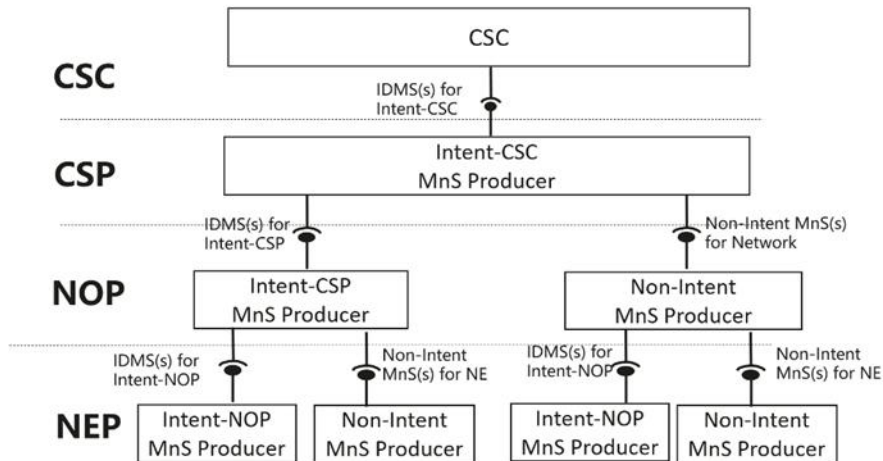 CSC
CSC
IDMS(s) for
Intent-CSC
CSP
Intent-CSC
MnS Producer
IDMS(s) for
Intent-CSP
Non-Intent MnS(s)
for Network
NOP
Intent-CSP
MnS Producer
Non-Intent
MnS Producer
IDMS(s) for
Intent-NOP
Non-Intent
MnS(s) for NE
IDMS(s) for
Intent-NOP
Non-Intent
MnS(s) for NE
NEP
Intent-NOP
MnS Producer
Non-Intent
MnS Producer
Intent-NOP
MnS Producer
Non-Intent
MnS Producer